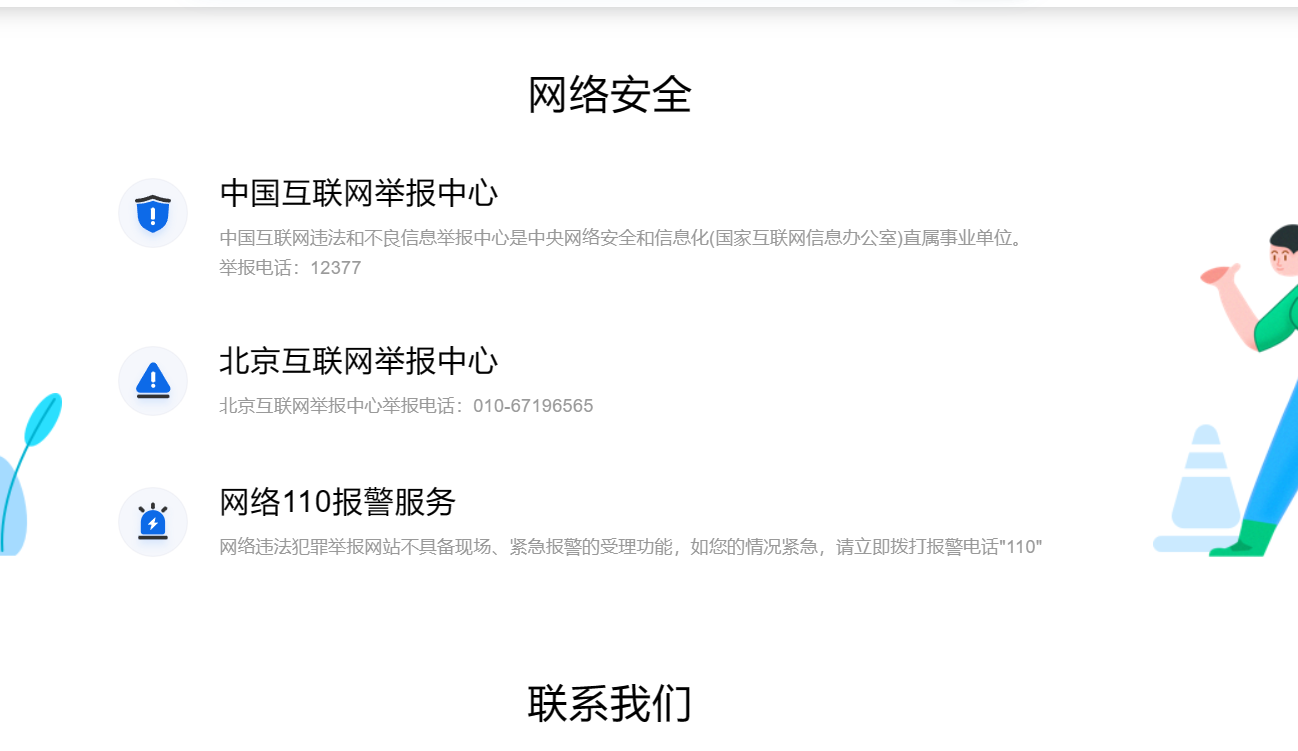 网络安全
中国互联网举报中心
中国互联网违法和不良信息举报中心是中央网络安全和信息化(国家互联网信息办公室)直属事业单位。
举报电话：12377
北京互联网举报中心
北京互联网举报中心举报电话：010-67196565
网络110报警服务
网络违法犯罪举报网站不具备现场、紧急报警的受理功能，如您的情况紧急，请立即拨打报警电话"110"
联系我们